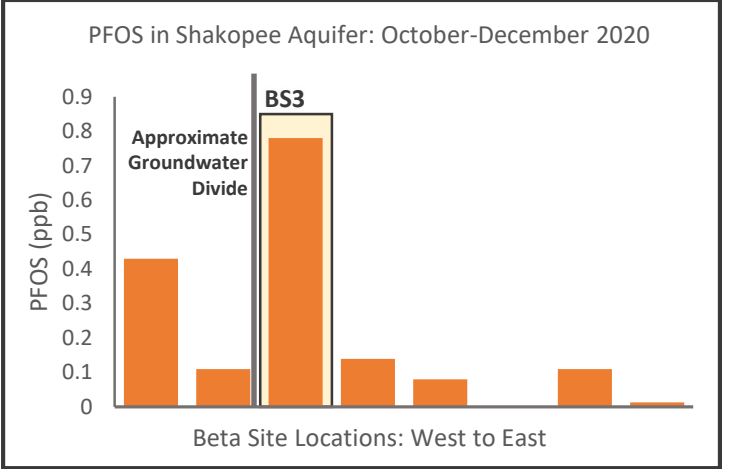 PFOS in Shakopee Aquifer: October-December 2020
BS3
Approximate
Groundwater
Divide
PFOS (ppb)
0.9
0.8
0.7
0.6
0.5
0.4
0.3
0.2
0.1
0
Beta Site Locations: West to East